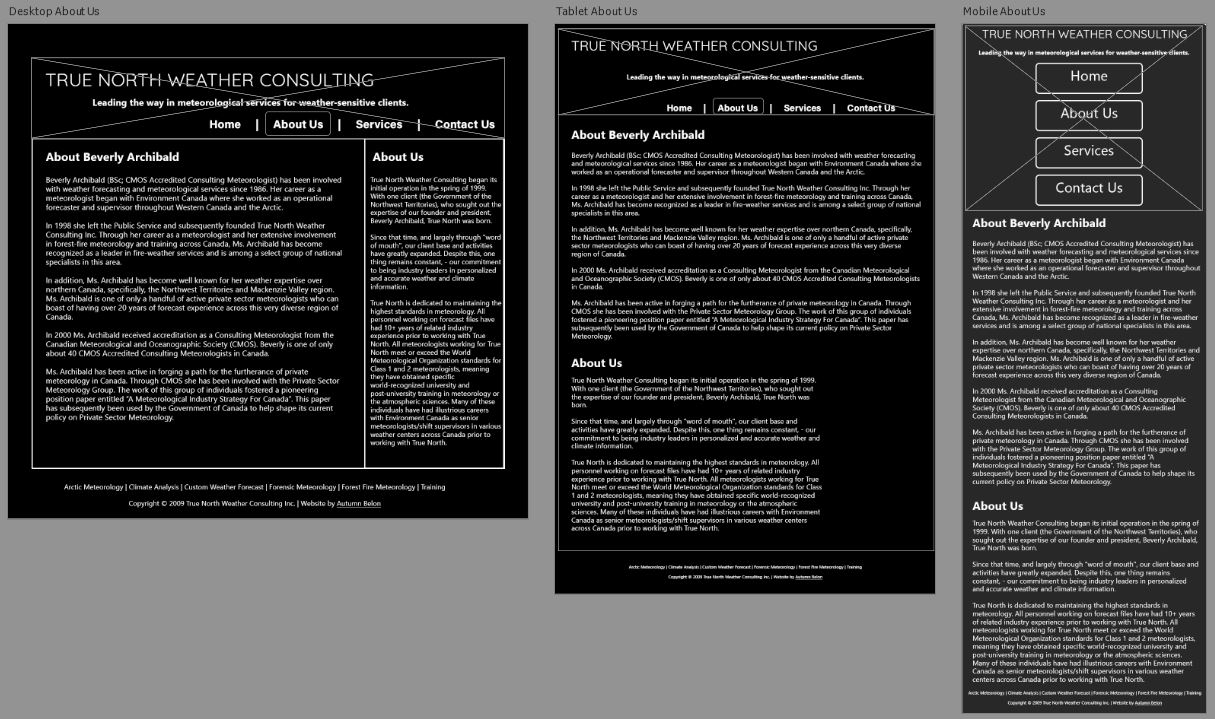 Desktop About Us
TRUE NORTH WEATHER CONSULTING
Leading the way in meteorological services for weather-sensitive clients.
Home | About Us | Services | Contact Us
About Beverly Archibald
Beverly Archibald (BSc; CMOS Accredited Consulting Meteorologist) has been involved
with weather forecasting and meteorological services since 1986. Her career as a
meteorologist began with Environment Canada where she worked as an operational
forecaster and supervisor throughout Western Canada and the Arctic.
In 1998 she left the Public Service and subsequently founded True North Weather
Consulting Inc. Through her career as a meteorologist and her extensive involvement
in forest-fire meteorology and training across Canada, Ms. Archibald has become
recognized as a leader in fire-weather services and is among a select group of national
specialists in this area.
In addition, Ms. Archibald has become well known for her weather expertise over
northern Canada, specifically, the Northwest Territories and Mackenzie Valley region.
Ms. Archibald is one of only a handful of active private sector meteorologists who can
boast of having over 20 years of forecast experience across this very diverse region of
Canada.
In 2000 Ms. Archibald received accreditation as a Consulting Meteorologist from the
Canadian Meteorological and Oceanographic Society (CMOS). Beverly is one of only
about 40 CMOS Accredited Consulting Meteorologists in Canada.
Ms. Archibald has been active in forging a path for the furtherance of private
meteorology in Canada. Through CMOS she has been involved with the Private Sector
Meteorology Group. The work of this group of individuals fostered a pioneering
position paper entitled "A Meteorological Industry Strategy For Canada". This paper
has subsequently been used by the Government of Canada to help shape its current
policy on Private Sector Meteorology.
About Us
True North Weather Consulting began its
initial operation in the spring of 1999.
With one client (the Government of the
Northwest Territories), who sought out the
expertise of our founder and president,
Beverly Archibald, True North was born.
Since that time, and largely through "word
of mouth", our client base and activities
have greatly expanded. Despite this, one
thing remains constant, - our commitment
to being industry leaders in personalized
and accurate weather and climate
information.
True North is dedicated to maintaining the
highest standards in meteorology. All
personnel working on forecast files have
had 10+ years of related industry
experience prior to working with True
North. All meteorologists working for True
North meet or exceed the World
Meteorological Organization standards for
Class 1 and 2 meteorologists, meaning
they have obtained specific
world-recognized university and
post-university training in meteorology or
the atmospheric sciences. Many of these
individuals have had illustrious careers
with Environment Canada as senior
meteorologists/shift supervisors in various
weather centers across Canada prior to
working with True North.
Arctic Meteorology | Climate Analysis | Custom Weather Forecast | Forensic Meteorology | Forest Fire Meteorology | Training
Copyright © 2009 True North Weather Consulting Inc. | Website by Autumn Belon
Tablet About Us
TRUE NORTH WEATHER CONSULTING
Leading the way in meteorological services for weather-sensitive clients.
Home | About Us | Services | Contact Us
About Beverly Archibald
Beverly Archibald (BSc; CMOS Accredited Consulting Meteorologist) has been involved with weather forecasting
and meteorological services since 1986. Her career as a meteorologist began with Environment Canada where she
worked as an operational forecaster and supervisor throughout Western Canada and the Arctic.
In 1998 she left the Public Service and subsequently founded True North Weather Consulting Inc. Through her
career as a meteorologist and her extensive involvement in forest-fire meteorology and training across Canada,
Ms. Archibald has become recognized as a leader in fire-weather services and is among a select group of national
specialists in this area.
In addition, Ms. Archibald has become well known for her weather expertise over northern Canada, specifically,
the Northwest Territories and Mackenzie Valley region. Ms. Archibald is one of only a handful of active private
sector meteorologists who can boast of having over 20 years of forecast experience across this very diverse
region of Canada.
In 2000 Ms. Archibald received accreditation as a Consulting Meteorologist from the Canadian Meteorological
and Oceanographic Society (CMOS). Beverly is one of only about 40 CMOS Accredited Consulting Meteorologists
in Canada.
Ms. Archibald has been active in forging a path for the furtherance of private meteorology in Canada. Through
CMOS she has been involved with the Private Sector Meteorology Group. The work of this group of individuals
fostered a pioneering position paper entitled "A Meteorological Industry Strategy For Canada". This paper has
subsequently been used by the Government of Canada to help shape its current policy on Private Sector
Meteorology.
About Us
True North Weather Consulting began its initial operation in the spring of 1999.
With one client (the Government of the Northwest Territories), who sought out
the expertise of our founder and president, Beverly Archibald, True North was
born.
Since that time, and largely through "word of mouth", our client base and
activities have greatly expanded. Despite this, one thing remains constant, - our
commitment to being industry leaders in personalized and accurate weather and
climate information.
True North is dedicated to maintaining the highest standards in meteorology. All
personnel working on forecast files have had 10+ years of related industry
experience prior to working with True North. All meteorologists working for True
North meet or exceed the World Meteorological Organization standards for Class
1 and 2 meteorologists, meaning they have obtained specific world-recognized
university and post-university training in meteorology or the atmospheric
sciences. Many of these individuals have had illustrious careers with Environment
Canada as senior meteorologists/shift supervisors in various weather centers
across Canada prior to working with True North.
Arctic Meteorology | Climate Analysis | Custom Weather Forecast | Forensic Meteorology | Forest Fire Meteorology | Training
Copyright © 2009 True North Weather Consulting Inc. | Website by Autumn Belon
Mobile About Us
TRUE NORTH WEATHER CONSULTING
Leading the way in meteorological services for weather-sensitive clients.
Home
About Us
Services
Contact Us
About Beverly Archibald
Beverly Archibald (BSc; CMOS Accredited Consulting Meteorologist) has
been involved with weather forecasting and meteorological services since
1986. Her career as a meteorologist began with Environment Canada
where she worked as an operational forecaster and supervisor throughout
Western Canada and the Arctic.
In 1998 she left the Public Service and subsequently founded True North
Weather Consulting Inc. Through her career as a meteorologist and her
extensive involvement in forest-fire meteorology and training across
Canada, Ms. Archibald has become recognized as a leader in fire-weather
services and is among a select group of national specialists in this area.
In addition, Ms. Archibald has become well known for her weather
expertise over northern Canada, specifically, the Northwest Territories and
Mackenzie Valley region. Ms. Archibald is one of only a handful of active
private sector meteorologists who can boast of having over 20 years of
forecast experience across this very diverse region of Canada.
In 2000 Ms. Archibald received accreditation as a Consulting
Meteorologist from the Canadian Meteorological and Oceanographic
Society (CMOS). Beverly is one of only about 40 CMOS Accredited
Consulting Meteorologists in Canada.
Ms. Archibald has been active in forging a path for the furtherance of
private meteorology in Canada. Through CMOS she has been involved
with the Private Sector Meteorology Group. The work of this group of
individuals fostered a pioneering position paper entitled "A
Meteorological Industry Strategy For Canada". This paper has
subsequently been used by the Government of Canada to help shape its
current policy on Private Sector Meteorology.
About Us
True North Weather Consulting began its initial operation in the spring of
1999. With one client (the Government of the Northwest Territories), who
sought out the expertise of our founder and president, Beverly Archibald,
True North was born.
Since that time, and largely through "word of mouth", our client base and
activities have greatly expanded. Despite this, one thing remains
constant, - our commitment to being industry leaders in personalized
and accurate weather and climate information.
True North is dedicated to maintaining the highest standards in
meteorology. All personnel working on forecast files have had 10+ years
of related industry experience prior to working with True North. All
meteorologists working for True North meet or exceed the World
Meteorological Organization standards for Class 1 and 2 meteorologists,
meaning they have obtained specific world-recognized university and
post-university training in meteorology or the atmospheric sciences.
Many of these individuals have had illustrious careers with Environment
Canada as senior meteorologists/shift supervisors in various weather
centers across Canada prior to working with True North.
Arctic Meteorology | Climate Analysis | Custom Weather Forecast | Forensic Meteorology | Forest Fire Meteorology | Training
Copyright © 2009 True North Weather Consulting Inc. | Website by Autumn Belon